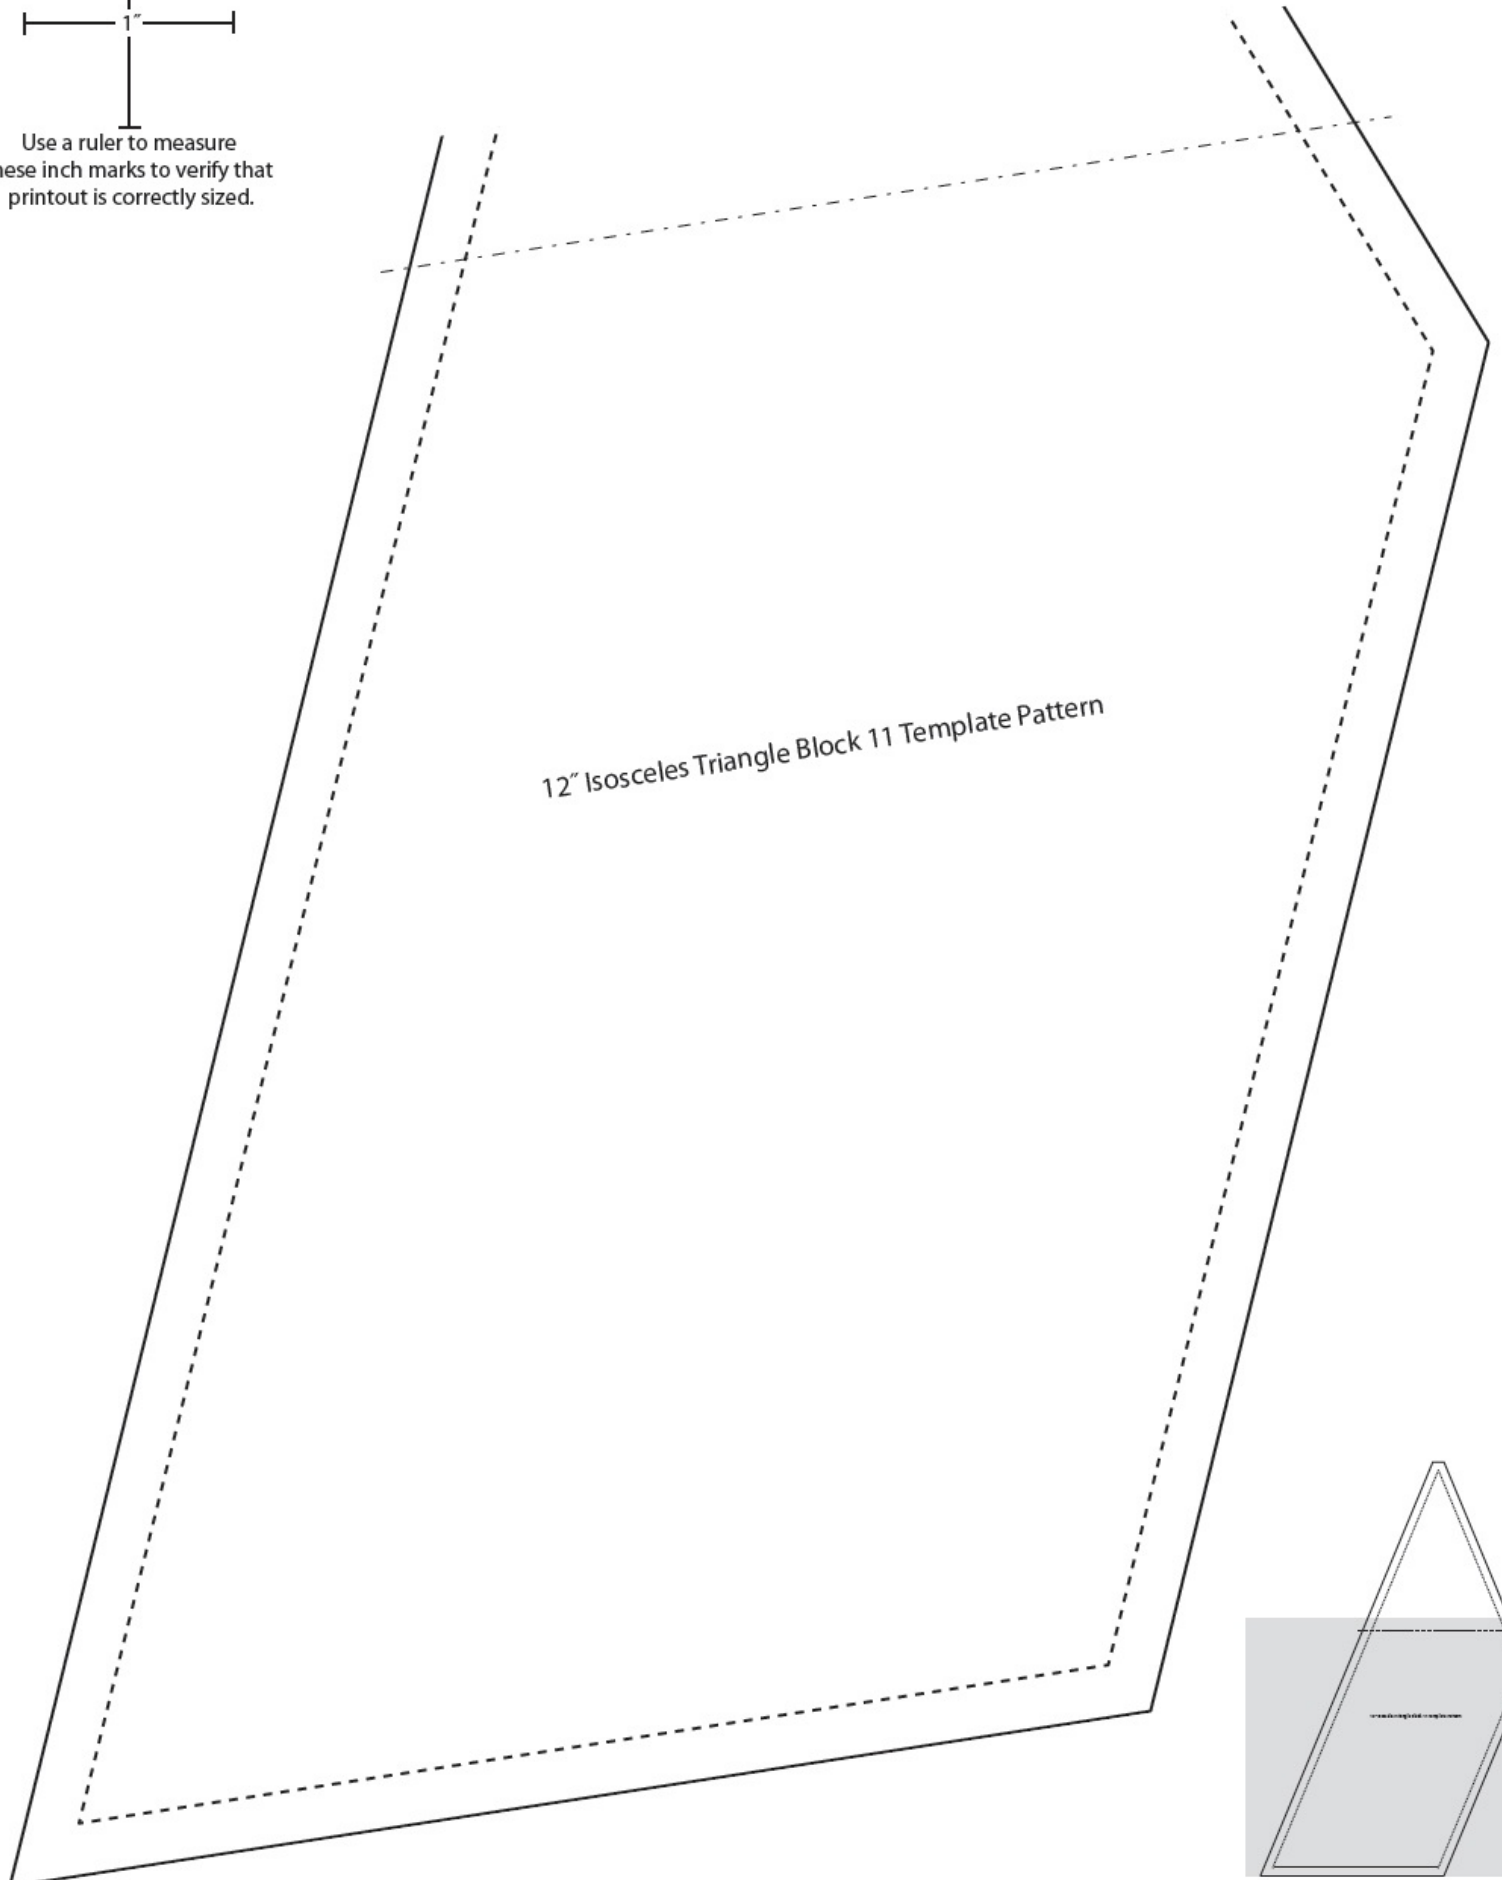 1″
Use a ruler to measure
hese inch marks to verify that
printout is correctly sized.
12″ Isosceles Triangle Block 11 Template Pattern